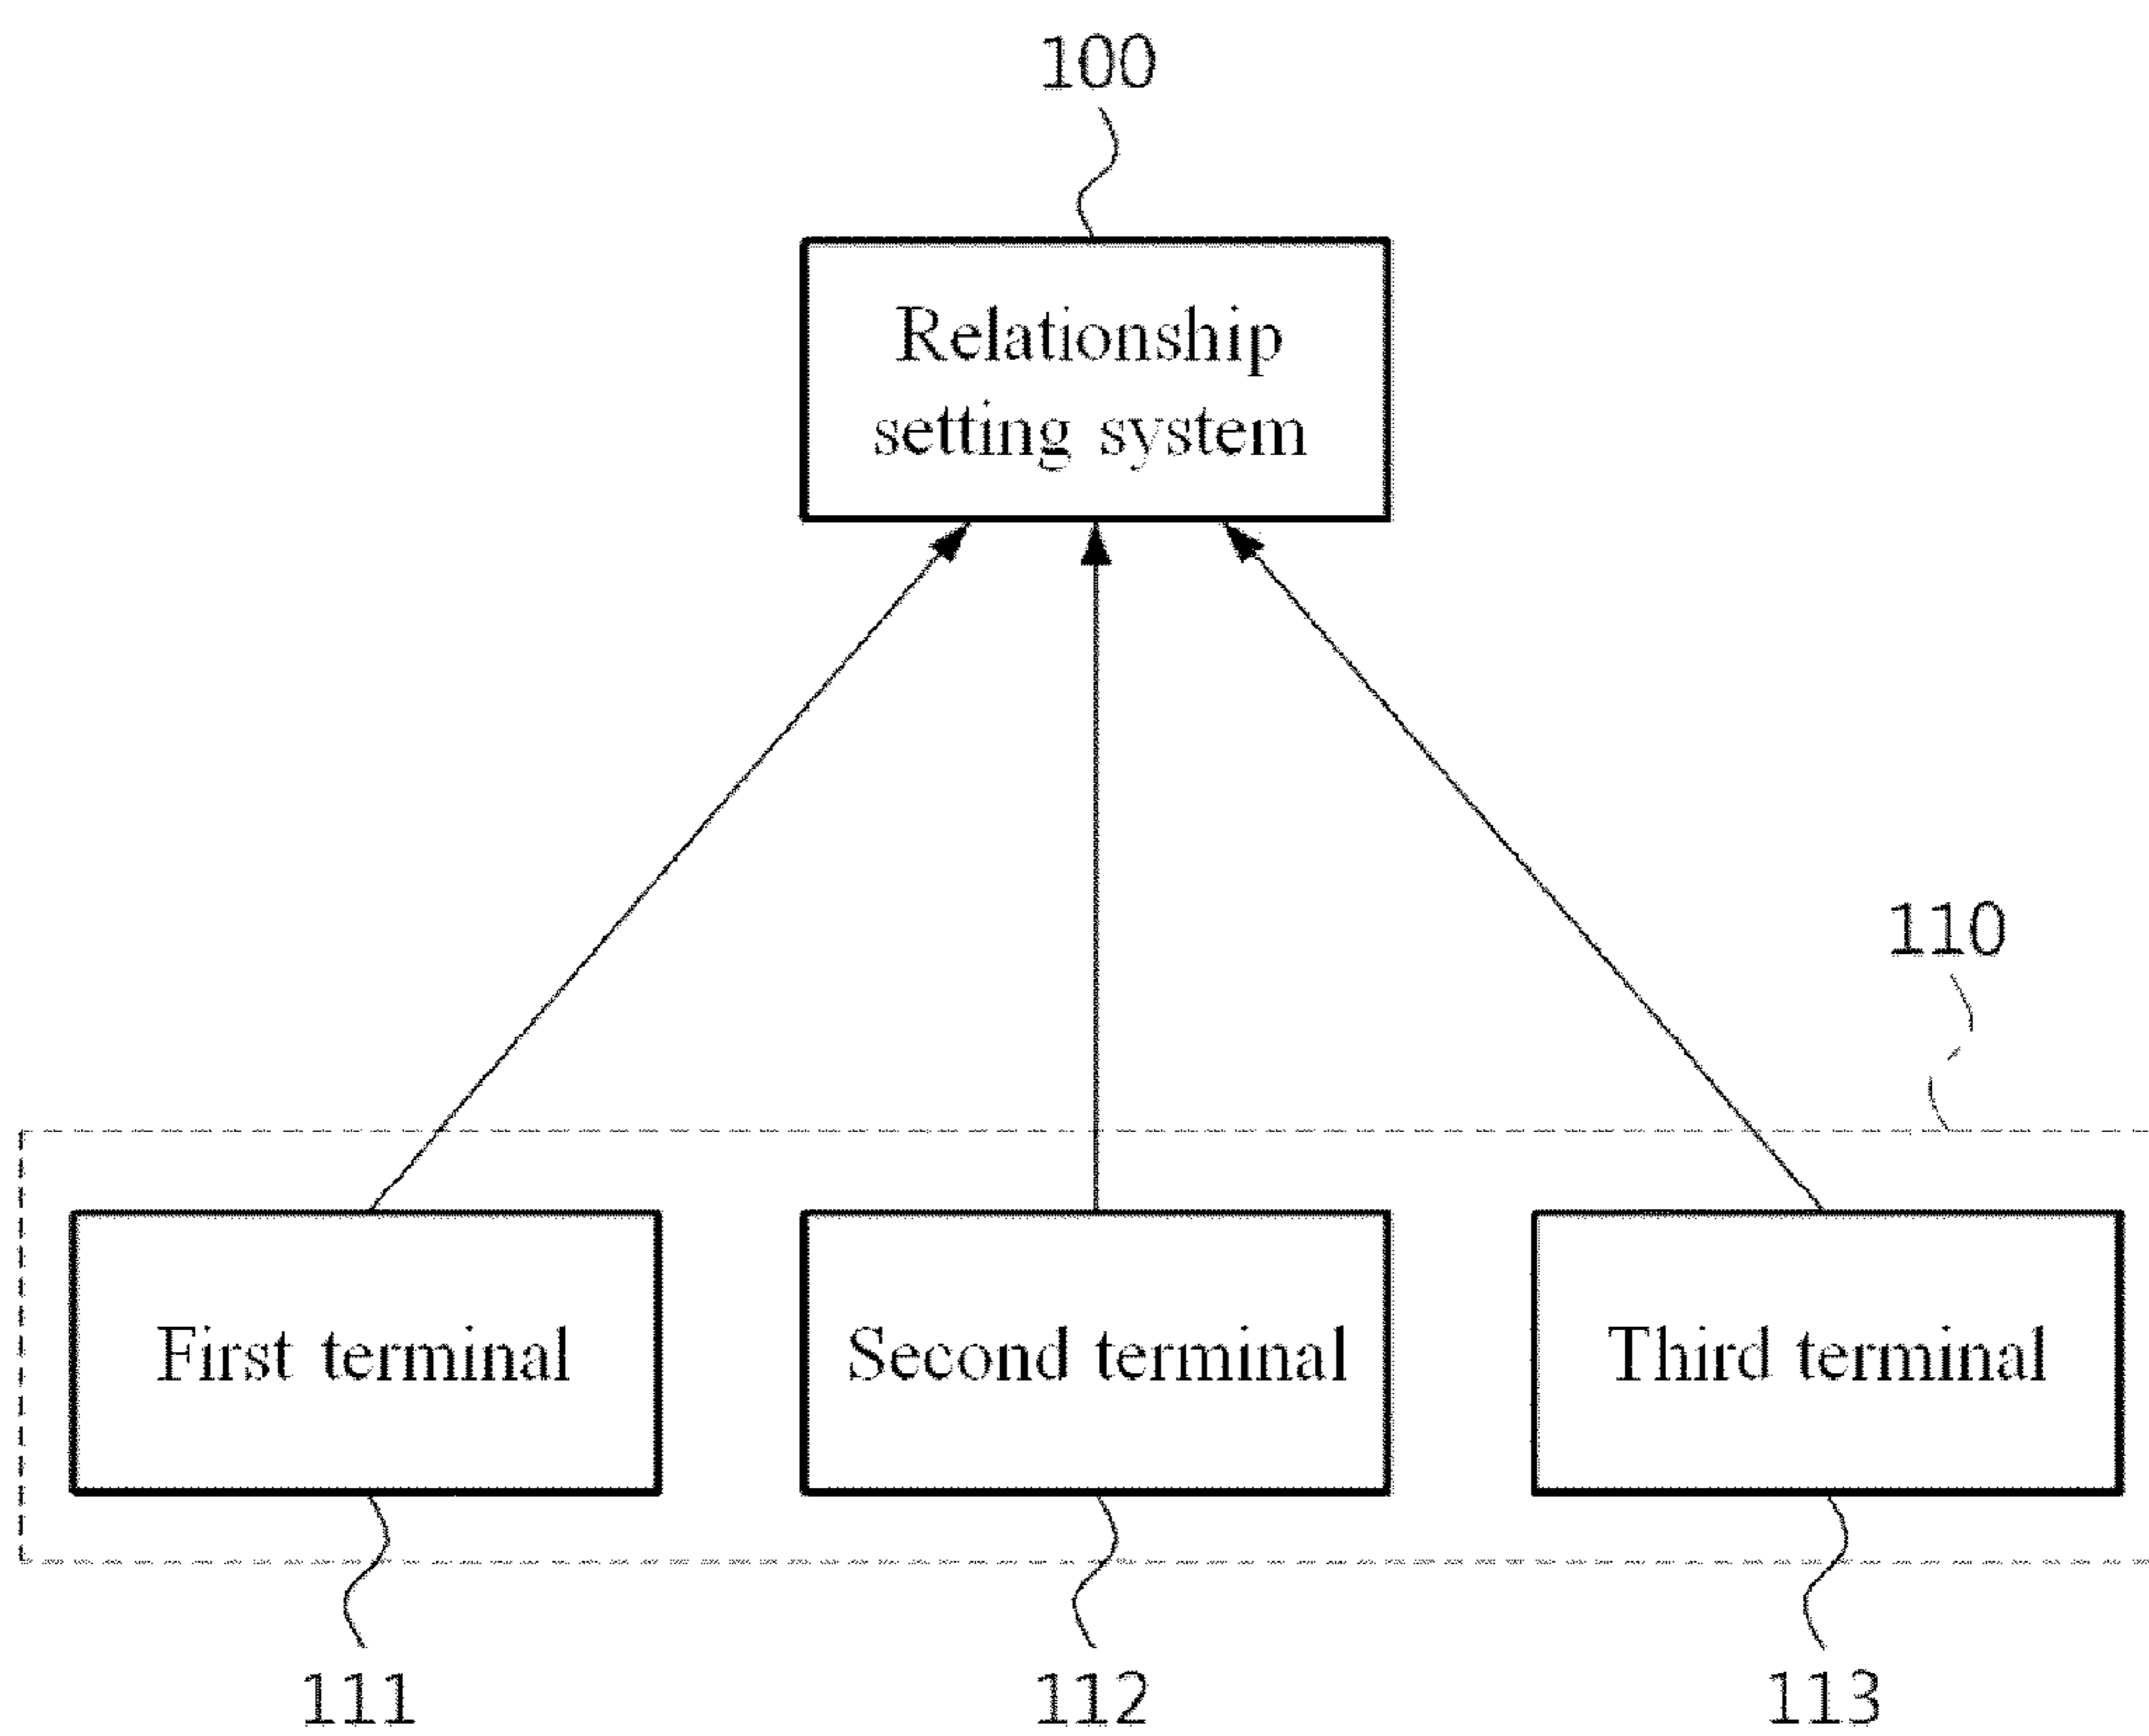 100
Relationship
setting system
110
First terminal
Second terminal
Third terminal
111
112
113